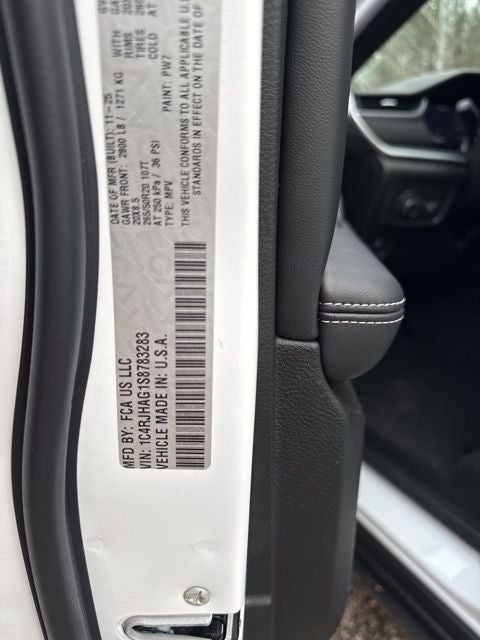 MFD BY: FCA US LLC
DATE OF MFR (BUILT): 11-25
GAWR FRONT: 2800 LB / 1271 KG
20X8.5
265/50R20 107T
AT 250 kPa / 36 PSI
WITH
RIMS
TIRES
COLD
AT
VIN: 1C4RJHAG1S8783283
TYPE: MPV
PAINT: PW7
VEHICLE MADE IN: U.S.A.
THIS VEHICLE CONFORMS TO ALL APPLICABLE U.S
STANDARDS IN EFFECT ON THE DATE OF